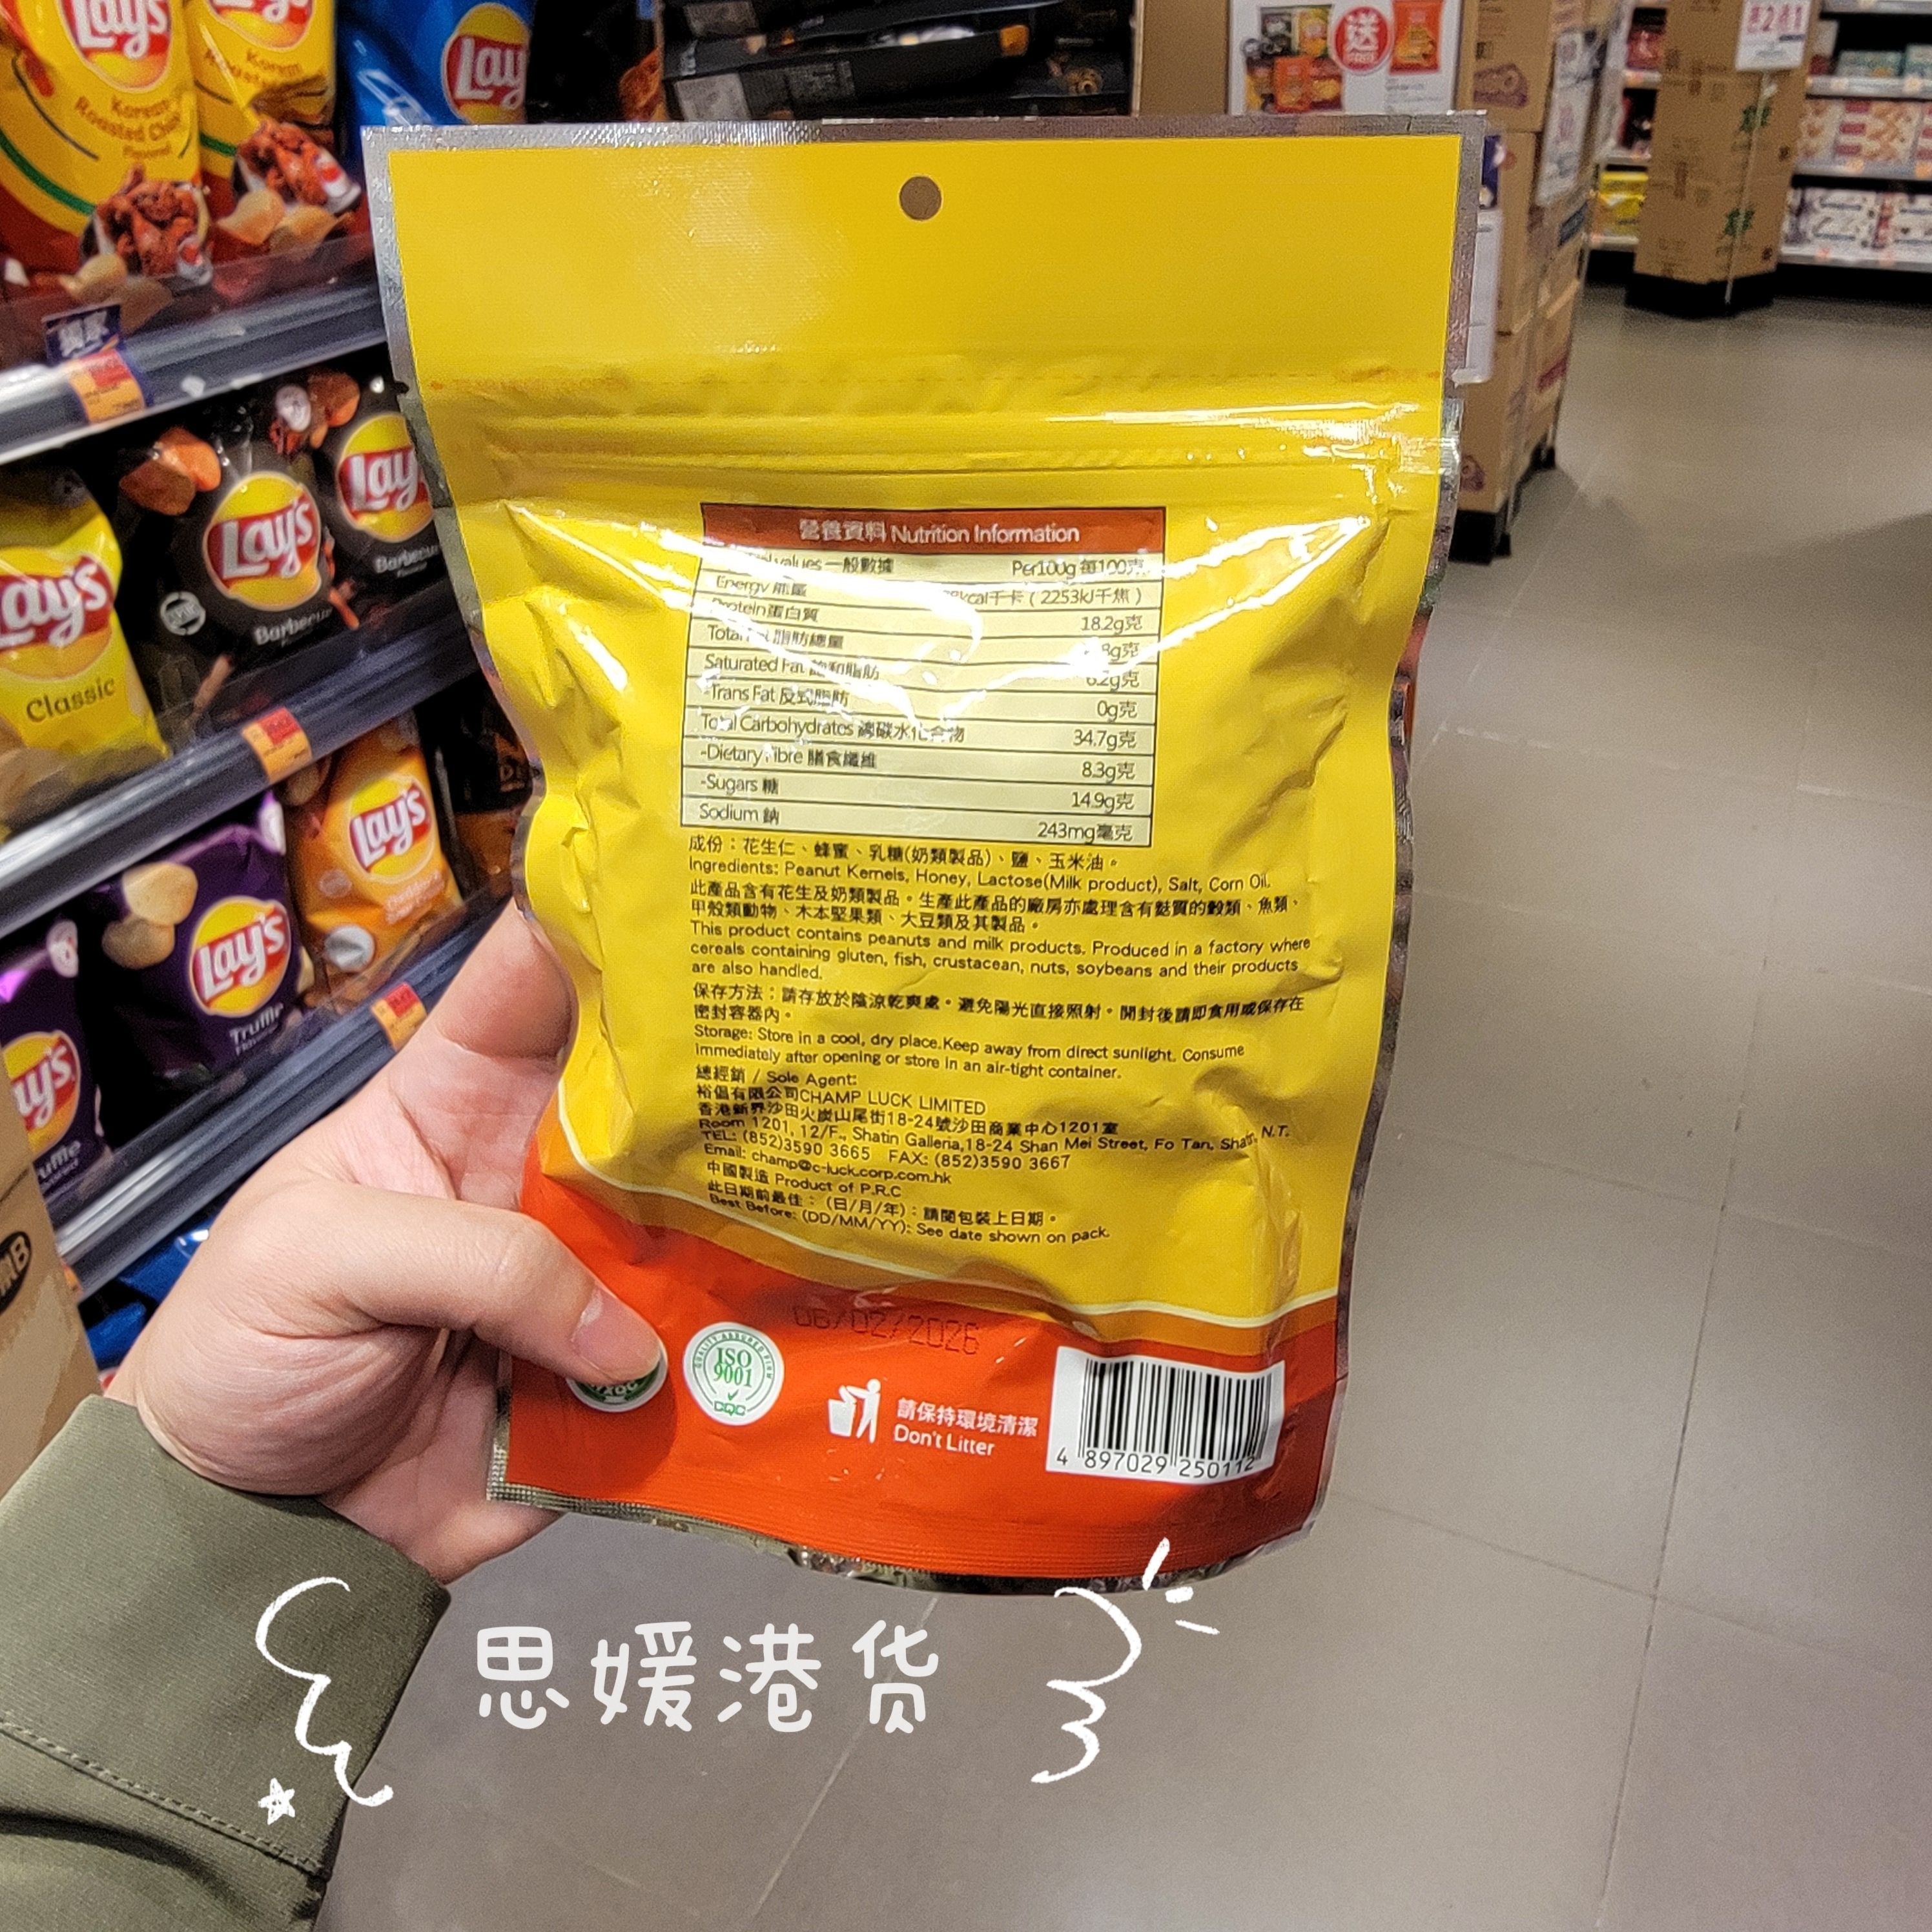 Lay's
Korean
Roasted
Lay's
送
FREE
營養資料 Nutrition Information
values 一般數據 Per100g 每100克
Energy 能量 kcal千卡 ( 2253kJ千焦 )
Protein蛋白質 18.2g克
Total 脂肪總量 8g克
Saturated Fat 飽和脂肪 6.2g克
-Trans Fat 反式脂肪 0g克
Total Carbohydrates 總碳水化合物 34.7g克
-Dietary Fibre 膳食纖維 8.3g克
-Sugars 糖 14.9g克
Sodium 鈉 243mg毫克
成份：花生仁、蜂蜜、乳糖(奶類製品)、鹽、玉米油。
Ingredients: Peanut Kernels, Honey, Lactose(Milk product), Salt, Corn Oil.
此產品含有花生及奶類製品。生產此產品的廠房亦處理含有麩質的穀類、魚類、
甲殼類動物、木本堅果類、大豆類及其製品。
This product contains peanuts and milk products. Produced in a factory where
cereals containing gluten, fish, crustacean, nuts, soybeans and their products
are also handled.
保存方法：請存放於陰涼乾爽處。避免陽光直接照射。開封後請即食用或保存在
密封容器內。
Storage: Store in a cool, dry place.Keep away from direct sunlight. Consume
immediately after opening or store in an air-tight container.
總經銷 / Sole Agent:
裕倡有限公司CHAMP LUCK LIMITED
香港新界沙田火炭山尾街18-24號沙田商業中心1201室
Room 1201, 12/F., Shatin Galleria,18-24 Shan Mei Street, Fo Tan, Shatin, N.T.
TEL: (852)3590 3665 FAX: (852)3590 3667
Email: champ@c-luck.corp.com.hk
中國製造 Product of P.R.C
此日期前最佳：(日/月/年)：請閱包裝上日期。
Best Before: (DD/MM/YY): See date shown on pack.
06/02/2026
ISO
9001
CQC
請保持環境清潔
Don't Litter
4 897029 250112
Lay's
Classic
Lay's
Barbecue
Lay's
Barbecue
Lay's
Truffle
Lay's
思媛港货